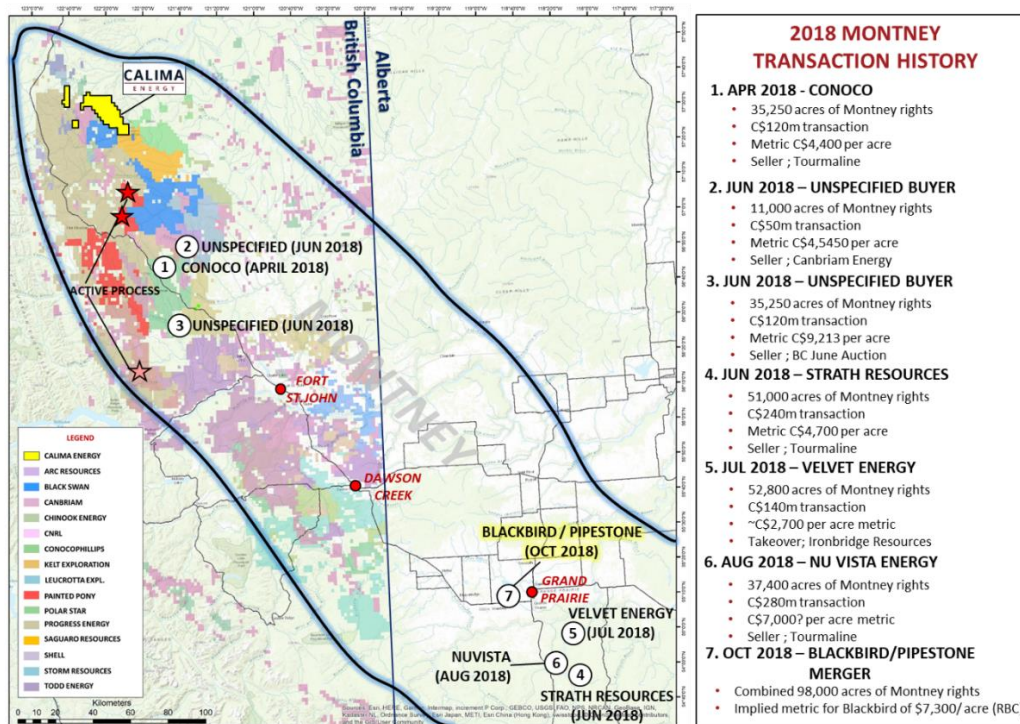 CALIMA
ENERGY
British Columbia
Alberta
MONTNEY
2 UNSPECIFIED (JUN 2018)
1 CONOCO (APRIL 2018)
ACTIVE PROCESS
3 UNSPECIFIED (JUN 2018)
FORT
ST.JOHN
DAWSON
CREEK
BLACKBIRD / PIPESTONE
(OCT 2018)
7
GRAND
PRAIRIE
VELVET ENERGY
5 (JUL 2018)
NUVISTA
(AUG 2018)
6
4
STRATH RESOURCES
(JUN 2018)
LEGEND
CALIMA ENERGY
ARC RESOURCES
BLACK SWAN
CANBRIAM
CHINOOK ENERGY
CNRL
CONOCOPHILLIPS
KELT EXPLORATION
LEUCROTTA EXPL.
PAINTED PONY
POLAR STAR
PROGRESS ENERGY
SAGUARO RESOURCES
SHELL
STORM RESOURCES
TODD ENERGY
Kilometers
0 10 20 40 60 80 100
2018 MONTNEY
TRANSACTION HISTORY
1. APR 2018 - CONOCO
• 35,250 acres of Montney rights
• C$120m transaction
• Metric C$4,400 per acre
• Seller ; Tourmaline
2. JUN 2018 – UNSPECIFIED BUYER
• 11,000 acres of Montney rights
• C$50m transaction
• Metric C$4,5450 per acre
• Seller ; Canbriam Energy
3. JUN 2018 – UNSPECIFIED BUYER
• 35,250 acres of Montney rights
• C$120m transaction
• Metric C$9,213 per acre
• Seller ; BC June Auction
4. JUN 2018 – STRATH RESOURCES
• 51,000 acres of Montney rights
• C$240m transaction
• Metric C$4,700 per acre
• Seller ; Tourmaline
5. JUL 2018 – VELVET ENERGY
• 52,800 acres of Montney rights
• C$140m transaction
• ~C$2,700 per acre metric
• Takeover; Ironbridge Resources
6. AUG 2018 – NU VISTA ENERGY
• 37,400 acres of Montney rights
• C$280m transaction
• C$7,000? per acre metric
• Seller ; Tourmaline
7. OCT 2018 – BLACKBIRD/PIPESTONE
MERGER
• Combined 98,000 acres of Montney rights
• Implied metric for Blackbird of $7,300/acre (RBC